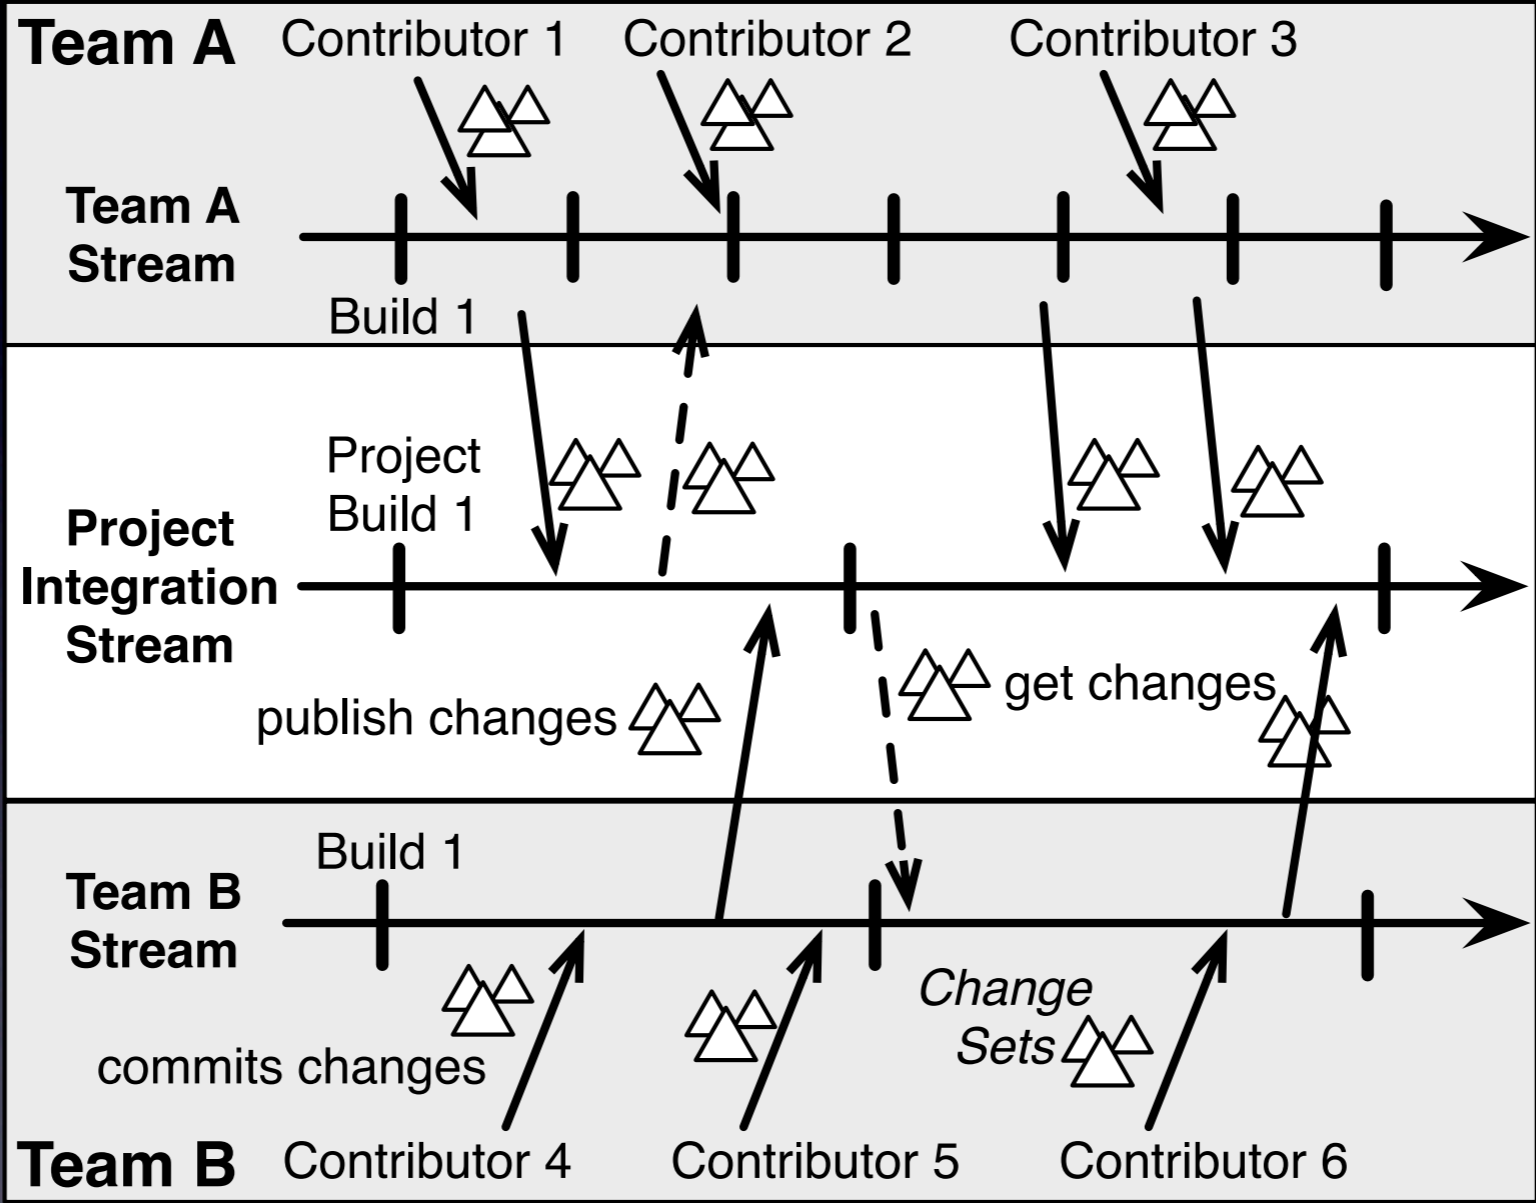 Team A
Contributor 1
Contributor 2
Contributor 3
Team A
Stream
Build 1
Project
Build 1
Project
Integration
Stream
publish changes
get changes
Build 1
Team B
Stream
Change
Sets
commits changes
Team B
Contributor 4
Contributor 5
Contributor 6